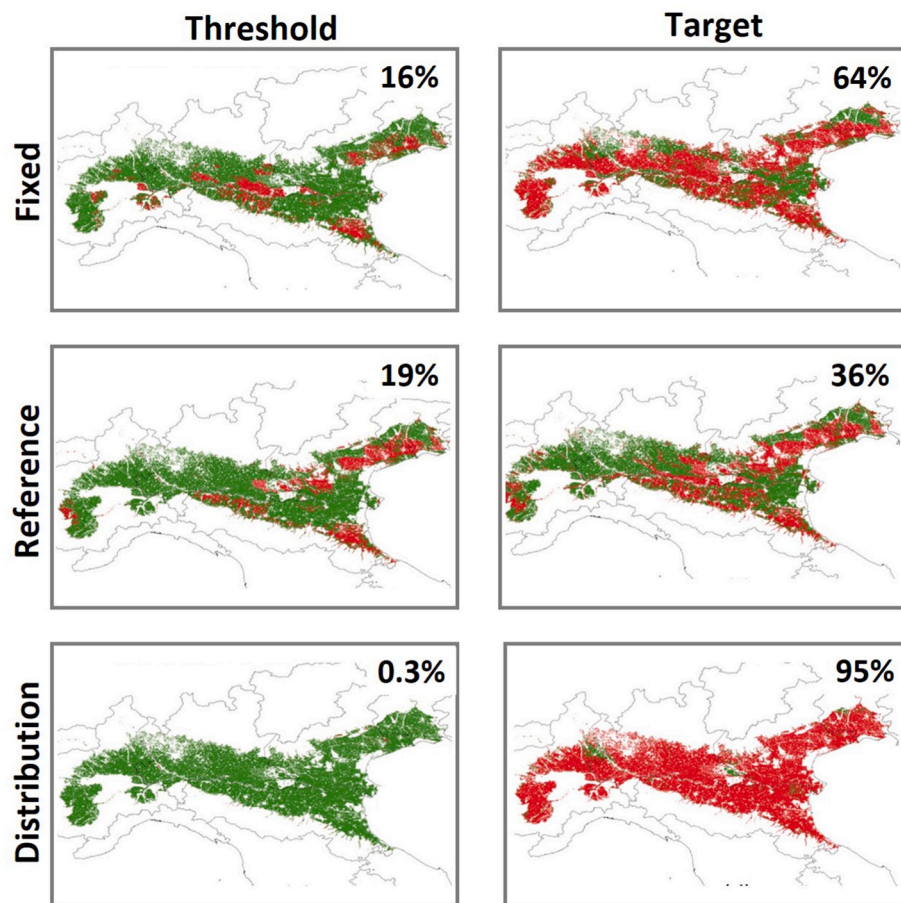 Threshold Target
Fixed
16% 64%
Reference
19% 36%
Distribution
0.3% 95%